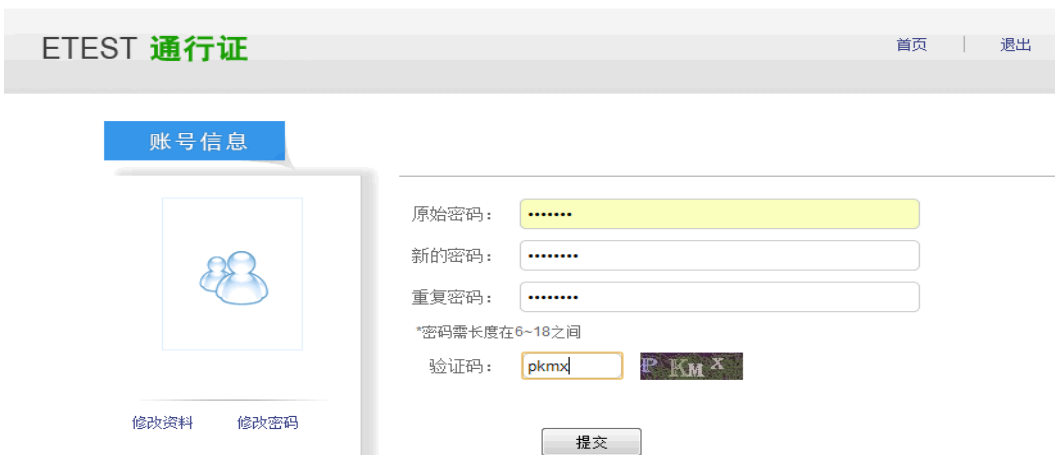 ETEST 通行证
首页 | 退出
账号信息
原始密码： •••••••
新的密码： ••••••••
重复密码： ••••••••
*密码需长度在6~18之间
验证码： pkmx P KM X
修改资料 修改密码
提交